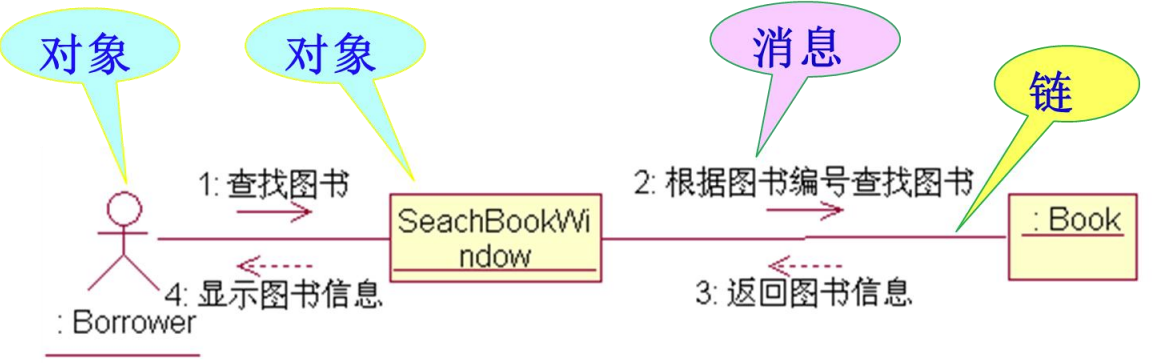 对象
对象
消息
链
1: 查找图书
2: 根据图书编号查找图书
SeachBookWi
ndow
: Book
4: 显示图书信息
3: 返回图书信息
: Borrower